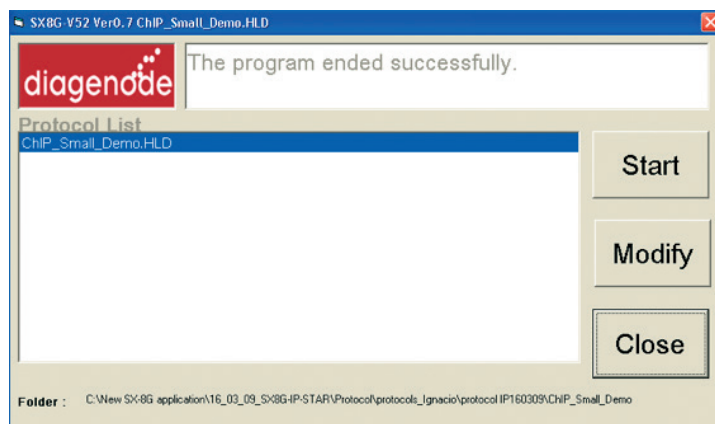 SX8G-V52 Ver0.7 ChIP_Small_Demo.HLD
diagenode
The program ended successfully.
Protocol List
ChIP_Small_Demo.HLD
Start
Modify
Close
Folder : C:\New SX-8G application\16_03_09_SX8G-IP-STAR\Protocol\protocols_Ignacio\protocol IP160309\ChIP_Small_Demo